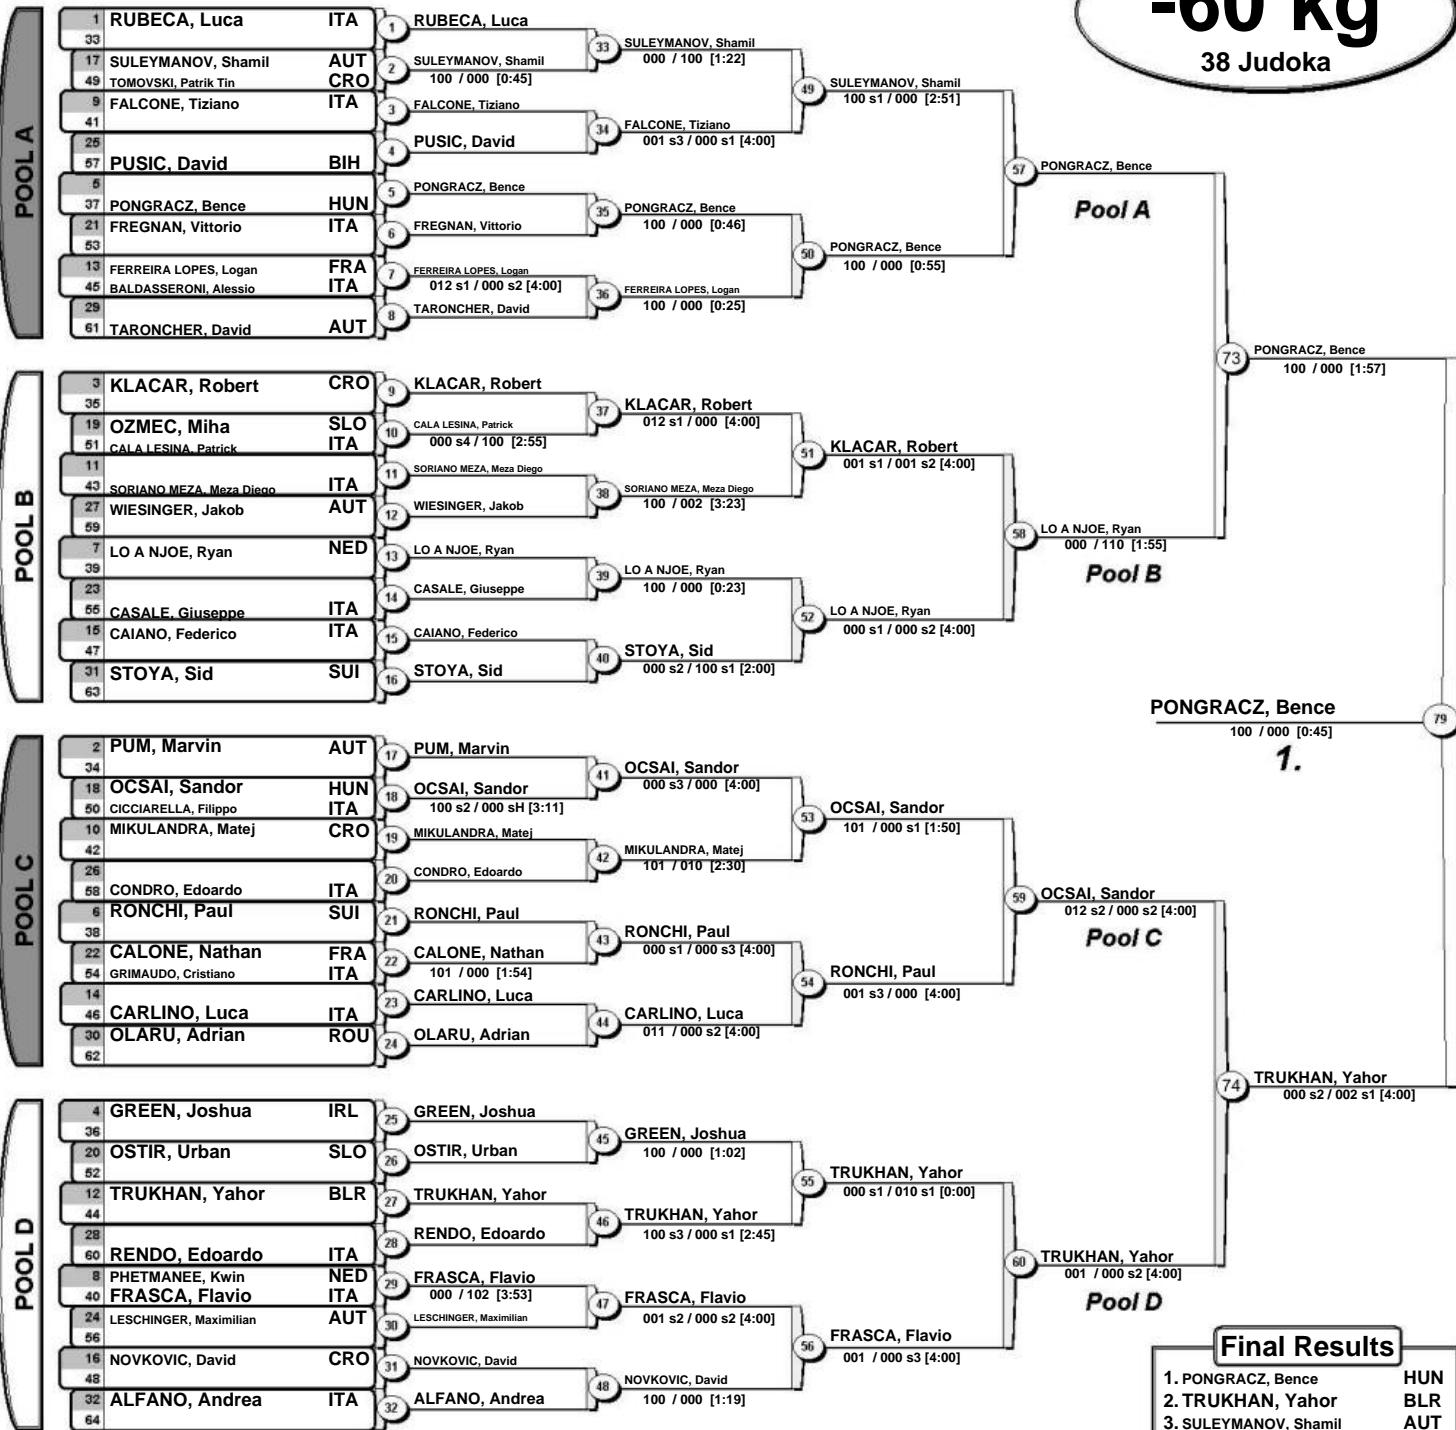 -60 kg
38 Judoka
POOL A
1 RUBECA, Luca ITA
33
17 SULEYMANOV, Shamil AUT
49 TOMOVSKI, Patrik Tin CRO
9 FALCONE, Tiziano ITA
41
25
57 PUSIC, David BIH
5
37 PONGRACZ, Bence HUN
21 FREGNAN, Vittorio ITA
53
13 FERREIRA LOPES, Logan FRA
45 BALDASSERONI, Alessio ITA
29
61 TARONCHER, David AUT
1 RUBECA, Luca
2 SULEYMANOV, Shamil
100 / 000 [0:45]
3 FALCONE, Tiziano
4 PUSIC, David
5 PONGRACZ, Bence
6 FREGNAN, Vittorio
7 FERREIRA LOPES, Logan
012 s1 / 000 s2 [4:00]
8 TARONCHER, David
33 SULEYMANOV, Shamil
000 / 100 [1:22]
34 FALCONE, Tiziano
001 s3 / 000 s1 [4:00]
35 PONGRACZ, Bence
100 / 000 [0:46]
36 FERREIRA LOPES, Logan
100 / 000 [0:25]
49 SULEYMANOV, Shamil
100 s1 / 000 [2:51]
50 PONGRACZ, Bence
100 / 000 [0:55]
57 PONGRACZ, Bence
Pool A
POOL B
3 KLACAR, Robert CRO
35
19 OZMEC, Miha SLO
51 CALA LESINA, Patrick ITA
11
43 SORIANO MEZA, Meza Diego ITA
27 WIESINGER, Jakob AUT
59
7 LO A NJOE, Ryan NED
39
23
55 CASALE, Giuseppe ITA
15 CAIANO, Federico ITA
47
31 STOYA, Sid SUI
63
9 KLACAR, Robert
10 CALA LESINA, Patrick
000 s4 / 100 [2:55]
11 SORIANO MEZA, Meza Diego
12 WIESINGER, Jakob
13 LO A NJOE, Ryan
14 CASALE, Giuseppe
15 CAIANO, Federico
16 STOYA, Sid
37 KLACAR, Robert
012 s1 / 000 [4:00]
38 SORIANO MEZA, Meza Diego
100 / 002 [3:23]
39 LO A NJOE, Ryan
100 / 000 [0:23]
40 STOYA, Sid
000 s2 / 100 s1 [2:00]
51 KLACAR, Robert
001 s1 / 001 s2 [4:00]
52 LO A NJOE, Ryan
000 s1 / 000 s2 [4:00]
58 LO A NJOE, Ryan
000 / 110 [1:55]
Pool B
73 PONGRACZ, Bence
100 / 000 [1:57]
PONGRACZ, Bence 79
100 / 000 [0:45]
1.
POOL C
2 PUM, Marvin AUT
34
18 OCSAI, Sandor HUN
50 CICCIARELLA, Filippo ITA
10 MIKULANDRA, Matej CRO
42
26
58 CONDRO, Edoardo ITA
6 RONCHI, Paul SUI
38
22 CALONE, Nathan FRA
54 GRIMAUDO, Cristiano ITA
14
46 CARLINO, Luca ITA
30 OLARU, Adrian ROU
62
17 PUM, Marvin
18 OCSAI, Sandor
100 s2 / 000 sH [3:11]
19 MIKULANDRA, Matej
20 CONDRO, Edoardo
21 RONCHI, Paul
22 CALONE, Nathan
101 / 000 [1:54]
23 CARLINO, Luca
24 OLARU, Adrian
41 OCSAI, Sandor
000 s3 / 000 [4:00]
42 MIKULANDRA, Matej
101 / 010 [2:30]
43 RONCHI, Paul
000 s1 / 000 s3 [4:00]
44 CARLINO, Luca
011 / 000 s2 [4:00]
53 OCSAI, Sandor
101 / 000 s1 [1:50]
54 RONCHI, Paul
001 s3 / 000 [4:00]
59 OCSAI, Sandor
012 s2 / 000 s2 [4:00]
Pool C
POOL D
4 GREEN, Joshua IRL
36
20 OSTIR, Urban SLO
52
12 TRUKHAN, Yahor BLR
44
28
60 RENDO, Edoardo ITA
8 PHETMANEE, Kwin NED
40 FRASCA, Flavio ITA
24 LESCHINGER, Maximilian AUT
56
16 NOVKOVIC, David CRO
48
32 ALFANO, Andrea ITA
64
25 GREEN, Joshua
26 OSTIR, Urban
27 TRUKHAN, Yahor
28 RENDO, Edoardo
29 FRASCA, Flavio
000 / 102 [3:53]
30 LESCHINGER, Maximilian
31 NOVKOVIC, David
32 ALFANO, Andrea
45 GREEN, Joshua
100 / 000 [1:02]
46 TRUKHAN, Yahor
100 s3 / 000 s1 [2:45]
47 FRASCA, Flavio
001 s2 / 000 s2 [4:00]
48 NOVKOVIC, David
100 / 000 [1:19]
55 TRUKHAN, Yahor
000 s1 / 010 s1 [0:00]
56 FRASCA, Flavio
001 / 000 s3 [4:00]
60 TRUKHAN, Yahor
001 / 000 s2 [4:00]
Pool D
74 TRUKHAN, Yahor
000 s2 / 002 s1 [4:00]
Final Results
1. PONGRACZ, Bence HUN
2. TRUKHAN, Yahor BLR
3. SULEYMANOV, Shamil AUT